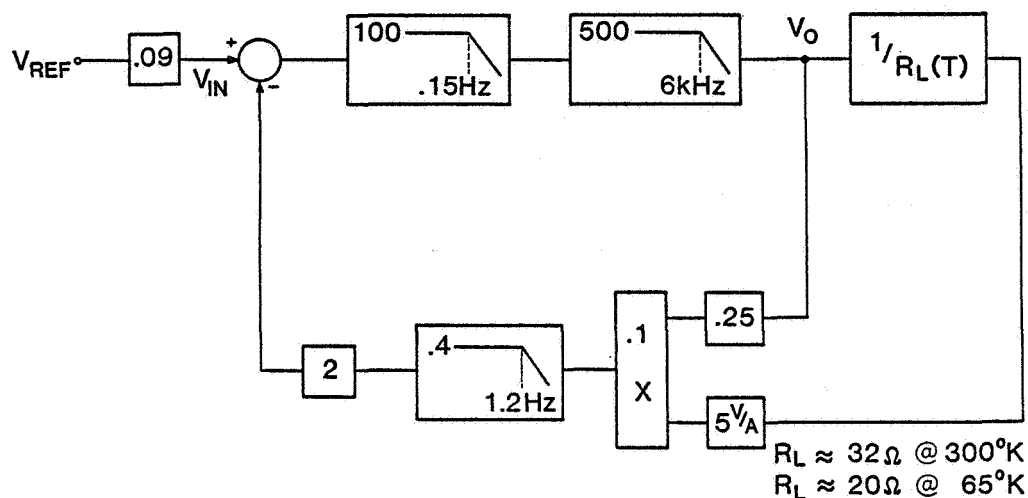 V_REF
.09
V_IN
+
-
100
.15Hz
500
6kHz
V_O
1/R_L(T)
.25
.1
X
5 V/A
.4
1.2Hz
2
R_L ≈ 32Ω @ 300°K
R_L ≈ 20Ω @ 65°K